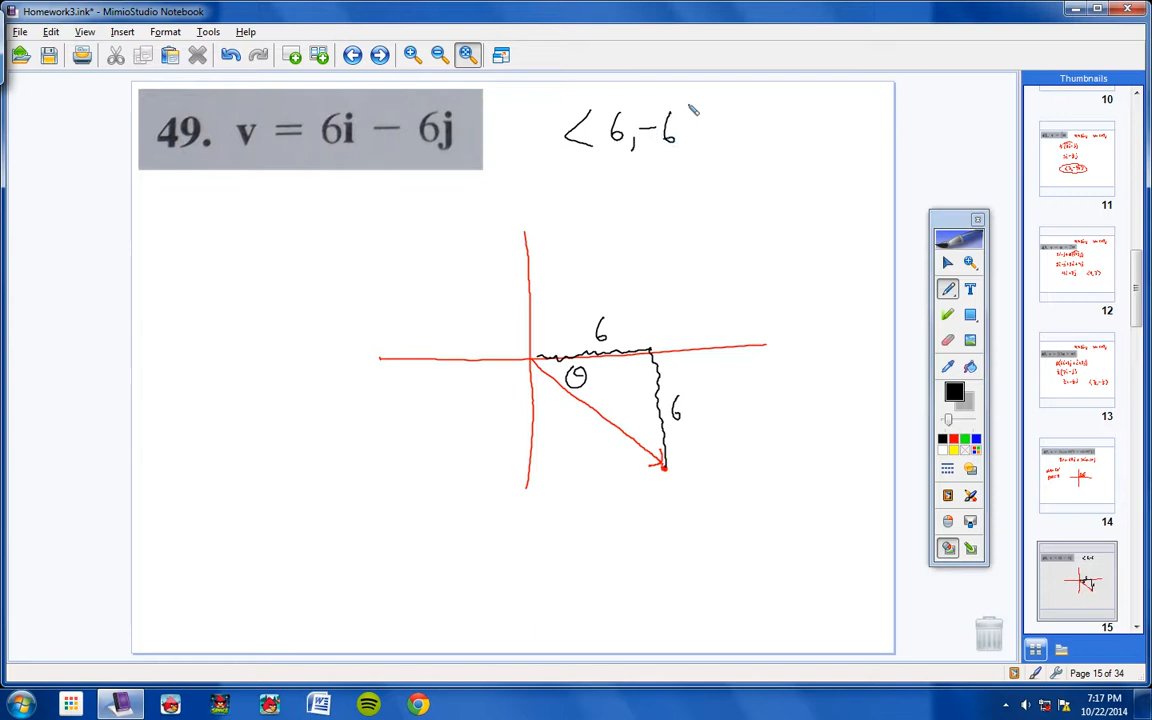 Homework3.ink* - MimioStudio Notebook
File Edit View Insert Format Tools Help
Thumbnails
49. v = 6i − 6j
< 6, -6
6
Θ
6
10
11
12
13
14
15
Page 15 of 34
7:17 PM
10/22/2014